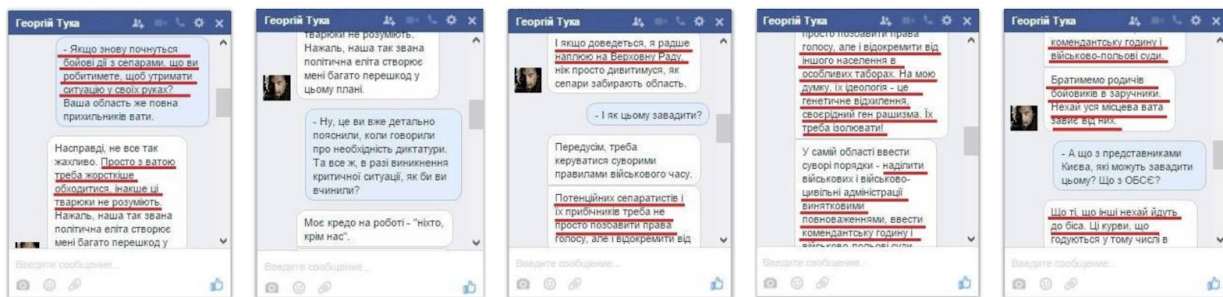 Георгій Тука
- Якщо знову почнуться
бойові дії з сепарами, що ви
робитимете, щоб утримати
ситуацію у своїх руках?
Ваша область же повна
прихильників вати.
Насправді, не все так
жахливо. Просто з ватою
треба жорсткіше
обходитися, інакше ці
тварюки не розуміють.
Нажаль, наша так звана
політична еліта створює
мені багато перешкод у
Введите сообщение...
Георгій Тука
тварюки не розуміють.
Нажаль, наша так звана
політична еліта створює
мені багато перешкод у
цьому плані.
- Ну, це ви вже детально
пояснили, коли говорили
про необхідність диктатури.
Та все ж, в разі виникнення
критичної ситуації, як би ви
вчинили?
Моє кредо на роботі - "ніхто,
крім нас".
Введите сообщение...
Георгій Тука
І якщо доведеться, я радше
наплюю на Верховну Раду,
ніж просто дивитимуся, як
сепари забирають область.
- І як цьому завадити?
Передусім, треба
керуватися суворими
правилами військового часу.
Потенційних сепаратистів і
їх прибічників треба не
просто позбавити права
голосу, але і відокремити від
Введите сообщение...
Георгій Тука
просто позбавити права
голосу, але і відокремити від
іншого населення в
особливих таборах. На мою
думку, їх ідеологія - це
генетичне відхилення,
своєрідний ген рашизма. Їх
треба ізолювати!
У самій області ввести
суворі порядки - наділити
військових і військово-
цивільні адміністрації
винятковими
повноваженнями, ввести
комендантську годину і
військово-польові суди.
Введите сообщение...
Георгій Тука
комендантську годину і
військово-польові суди.
Братимемо родичів
бойовиків в заручники.
Нехай уся місцева вата
завиє від них.
- А що з представниками
Києва, які можуть завадити
цьому? Що з ОБСЄ?
Що ті, що інші нехай йдуть
до біса. Ці курви, що
годуються у тому числі в
Введите сообщение...